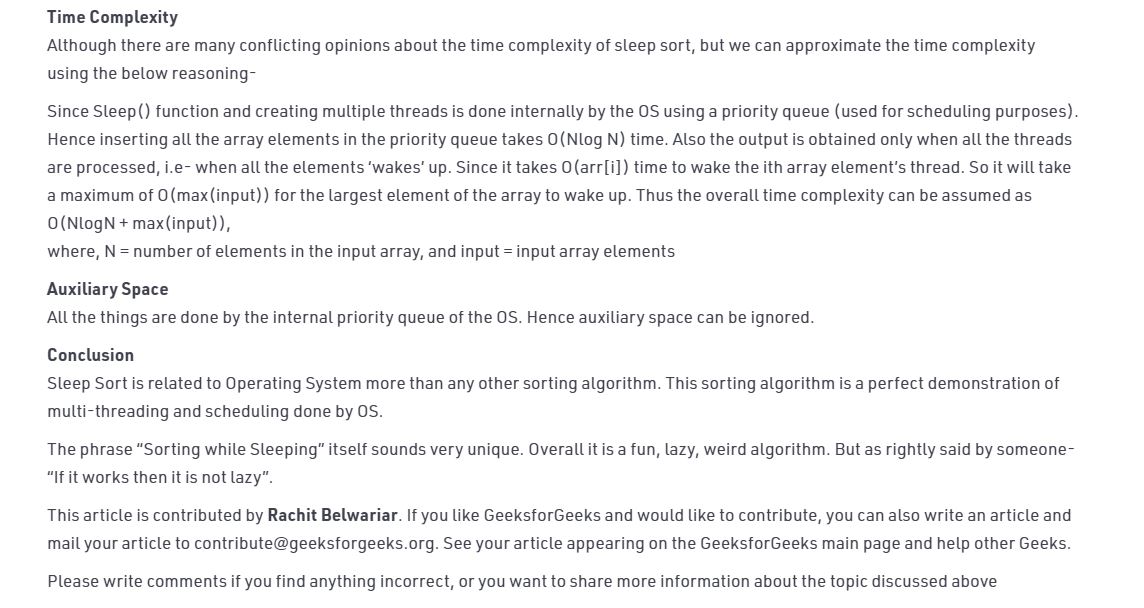 Time Complexity
Although there are many conflicting opinions about the time complexity of sleep sort, but we can approximate the time complexity
using the below reasoning-
Since Sleep() function and creating multiple threads is done internally by the OS using a priority queue (used for scheduling purposes).
Hence inserting all the array elements in the priority queue takes O(Nlog N) time. Also the output is obtained only when all the threads
are processed, i.e- when all the elements ‘wakes’ up. Since it takes O(arr[i]) time to wake the ith array element’s thread. So it will take
a maximum of O(max(input)) for the largest element of the array to wake up. Thus the overall time complexity can be assumed as
O(NlogN + max(input)),
where, N = number of elements in the input array, and input = input array elements
Auxiliary Space
All the things are done by the internal priority queue of the OS. Hence auxiliary space can be ignored.
Conclusion
Sleep Sort is related to Operating System more than any other sorting algorithm. This sorting algorithm is a perfect demonstration of
multi-threading and scheduling done by OS.
The phrase “Sorting while Sleeping” itself sounds very unique. Overall it is a fun, lazy, weird algorithm. But as rightly said by someone-
“If it works then it is not lazy”.
This article is contributed by Rachit Belwariar. If you like GeeksforGeeks and would like to contribute, you can also write an article and
mail your article to contribute@geeksforgeeks.org. See your article appearing on the GeeksforGeeks main page and help other Geeks.
Please write comments if you find anything incorrect, or you want to share more information about the topic discussed above